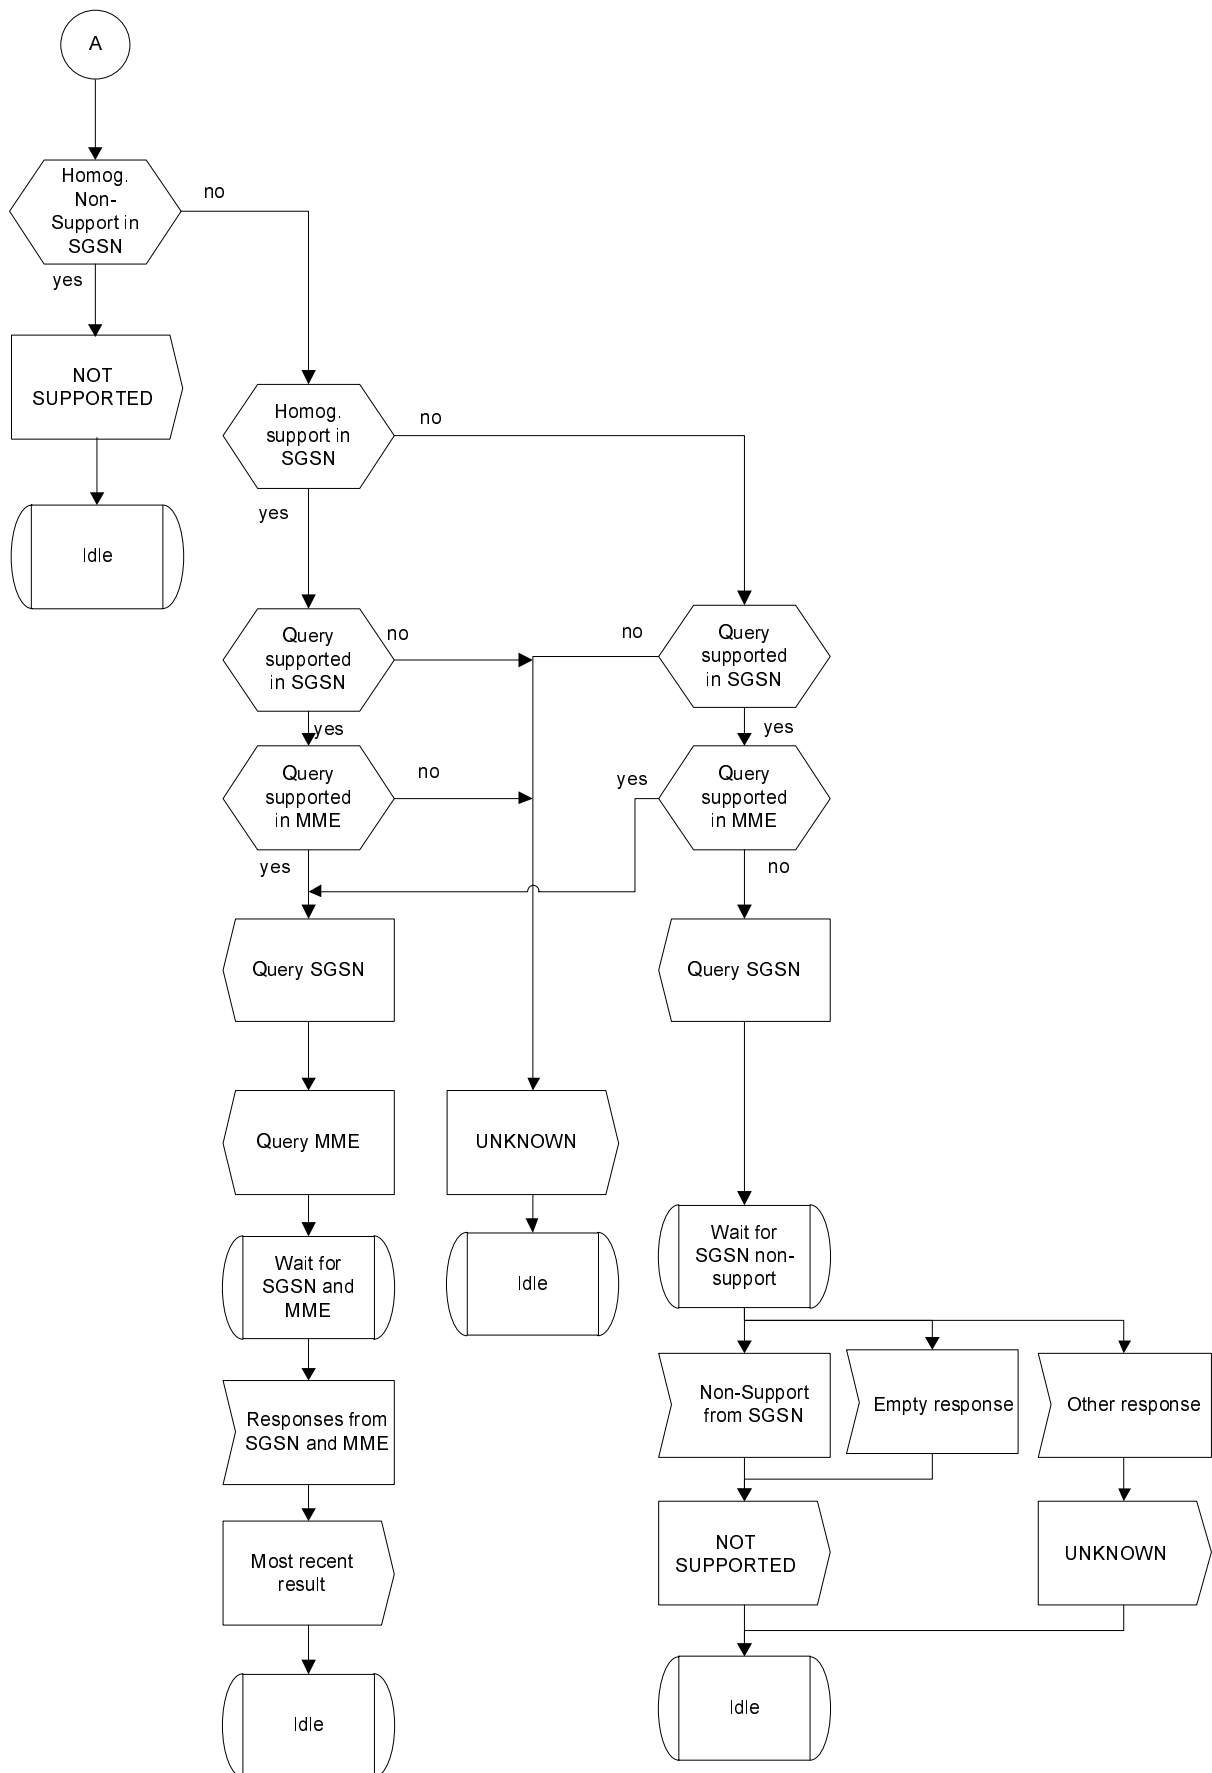 A
Homog.
Non-
Support in
SGSN
no
yes
NOT
SUPPORTED
Idle
Homog.
support in
SGSN
no
yes
Query
supported
in SGSN
no
yes
no
Query
supported
in SGSN
yes
Query
supported
in MME
no
yes
yes
Query
supported
in MME
no
Query SGSN
Query SGSN
Query MME
UNKNOWN
Wait for
SGSN and
MME
Idle
Wait for
SGSN non-
support
Responses from
SGSN and MME
Non-Support
from SGSN
Empty response
Other response
Most recent
result
NOT
SUPPORTED
UNKNOWN
Idle
Idle